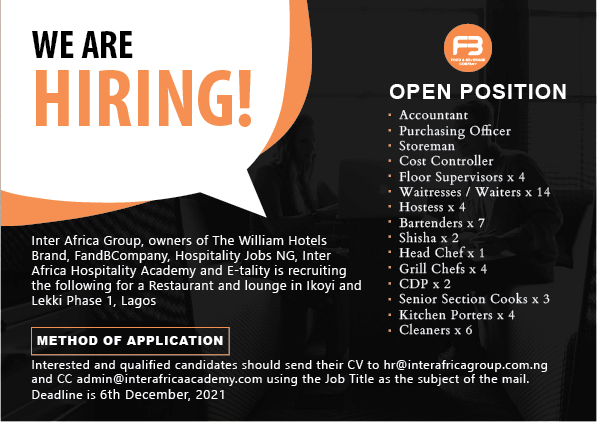 WE ARE
HIRING!
FB
FOOD & BEVERAGE
COMPANY
OPEN POSITION
· Accountant
· Purchasing Officer
· Storeman
· Cost Controller
· Floor Supervisors x 4
· Waitresses / Waiters x 14
· Hostess x 4
· Bartenders x 7
· Shisha x 2
· Head Chef x 1
· Grill Chefs x 4
· CDP x 2
· Senior Section Cooks x 3
· Kitchen Porters x 4
· Cleaners x 6
Inter Africa Group, owners of The William Hotels
Brand, FandBCompany, Hospitality Jobs NG, Inter
Africa Hospitality Academy and E-tality is recruiting
the following for a Restaurant and lounge in Ikoyi and
Lekki Phase 1, Lagos
METHOD OF APPLICATION
Interested and qualified candidates should send their CV to hr@interafricagroup.com.ng
and CC admin@interafricaacademy.com using the Job Title as the subject of the mail.
Deadline is 6th December, 2021